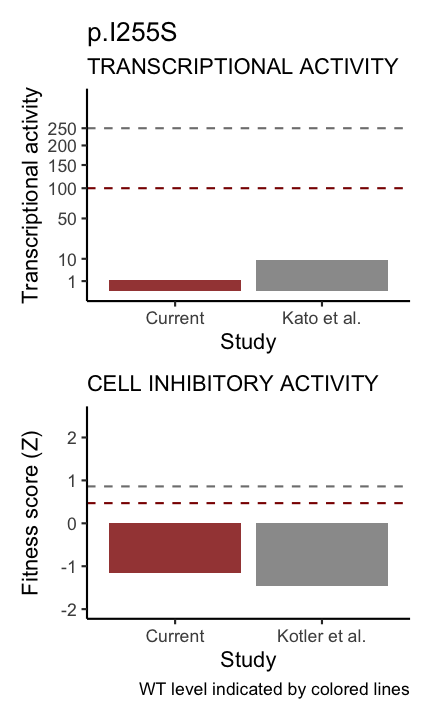 p.I255S
TRANSCRIPTIONAL ACTIVITY
Transcriptional activity
250
200
150
100
50
10
1
Current
Kato et al.
Study
CELL INHIBITORY ACTIVITY
Fitness score (Z)
2
1
0
-1
-2
Current
Kotler et al.
Study
WT level indicated by colored lines